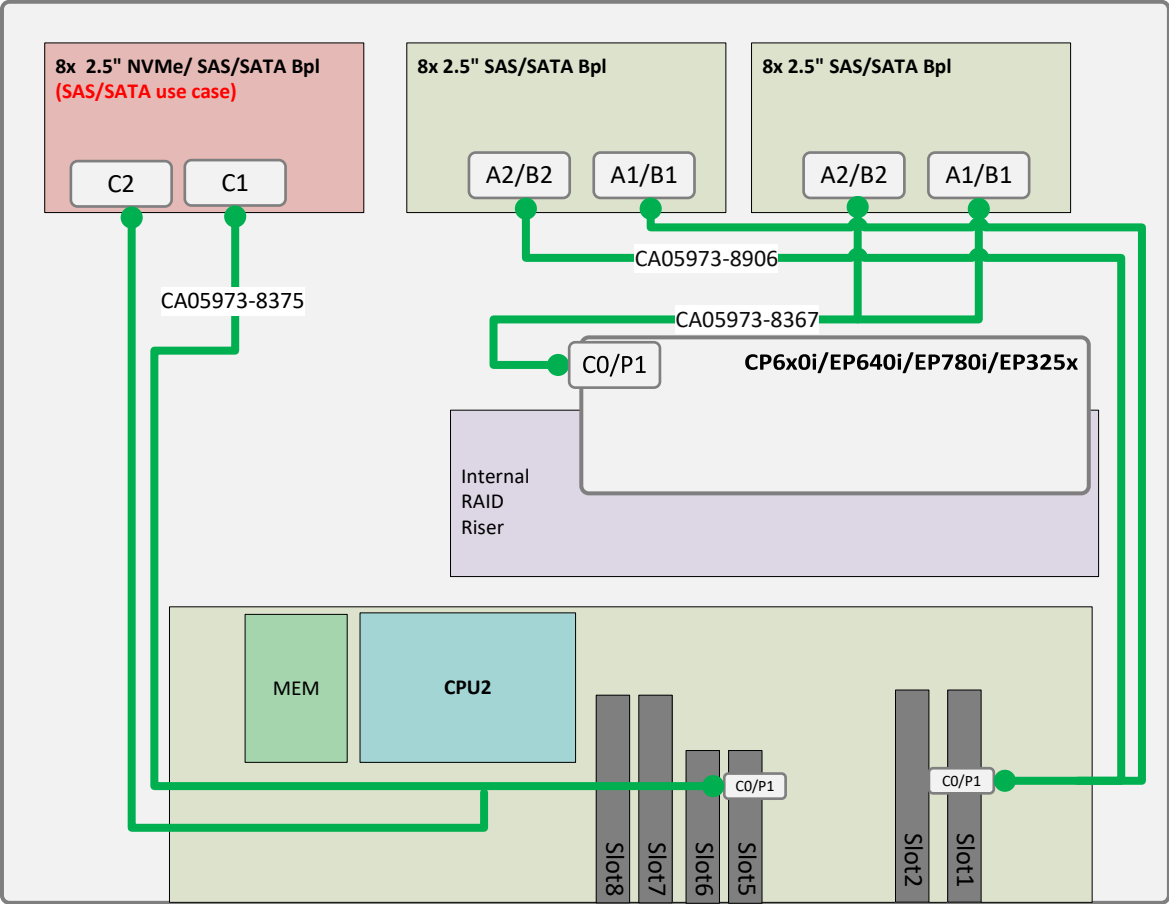 8x 2.5" NVMe/ SAS/SATA Bpl
(SAS/SATA use case)
8x 2.5" SAS/SATA Bpl
8x 2.5" SAS/SATA Bpl
C2
C1
A2/B2
A1/B1
A2/B2
A1/B1
CA05973-8906
CA05973-8375
CA05973-8367
C0/P1
CP6x0i/EP640i/EP780i/EP325x
Internal
RAID
Riser
MEM
CPU2
C0/P1
C0/P1
Slot8
Slot7
Slot6
Slot5
Slot2
Slot1